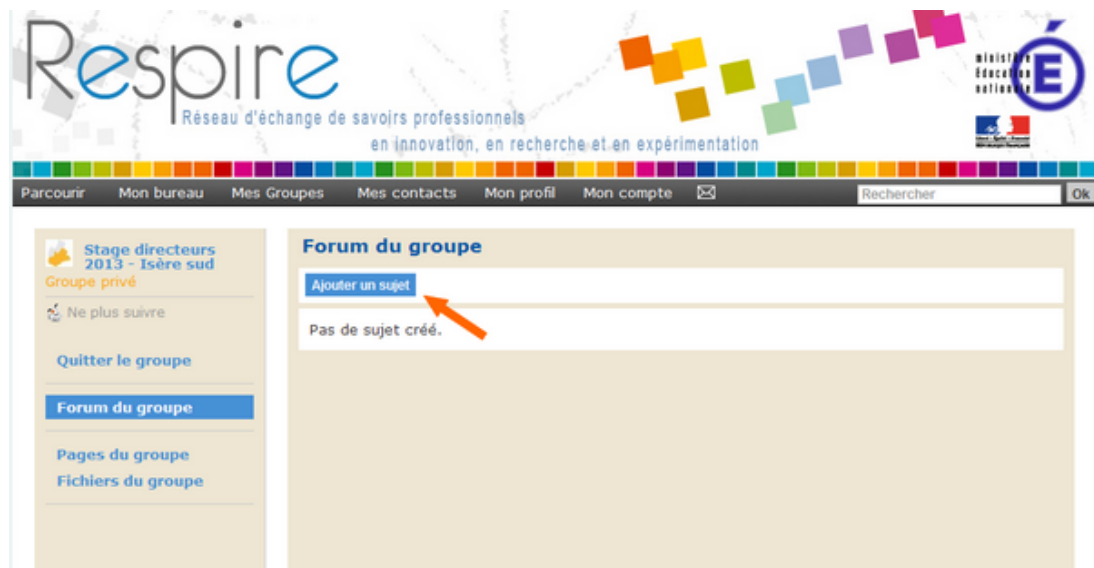 Respire
Réseau d'échange de savoirs professionnels
en innovation, en recherche et en expérimentation
ministère
éducation
nationale
É
Parcourir Mon bureau Mes Groupes Mes contacts Mon profil Mon compte Rechercher Ok
Stage directeurs
2013 - Isère sud
Groupe privé
Ne plus suivre
Quitter le groupe
Forum du groupe
Pages du groupe
Fichiers du groupe
Forum du groupe
Ajouter un sujet
Pas de sujet créé.